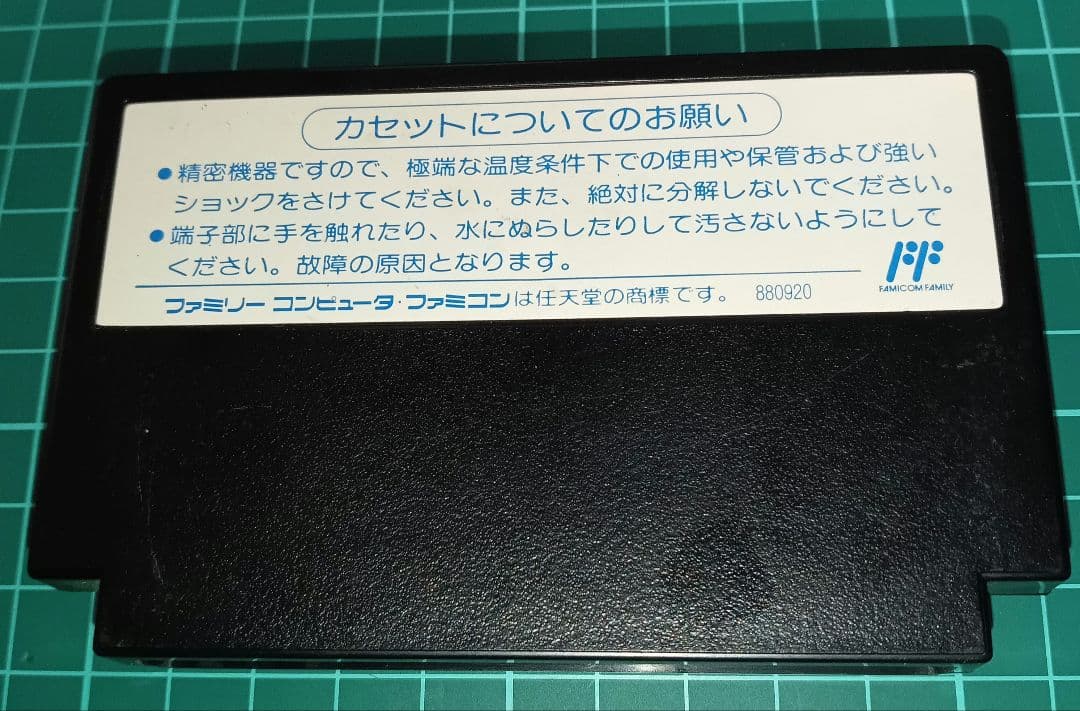 カセットについてのお願い
●精密機器ですので、極端な温度条件下での使用や保管および強い
ショックをさけてください。また、絶対に分解しないでください。
●端子部に手を触れたり、水にぬらしたりして汚さないようにして
ください。故障の原因となります。
FF
FAMICOM FAMILY
ファミリーコンピュータ・ファミコンは任天堂の商標です。 880920